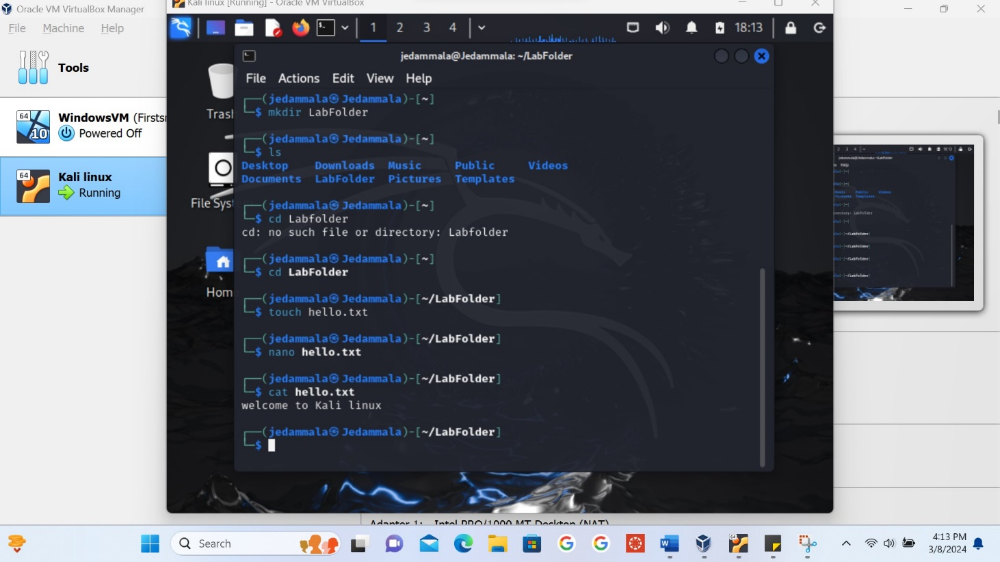 Oracle VM VirtualBox Manager
File Machine Help
Tools
64
10
WindowsVM (Firstsn
Powered Off
64
Kali linux
Running
Kali linux [Running] - Oracle VM VirtualBox
1 2 3 4
18:13
Trash
File Syst
Home
jedammala@Jedammala: ~/LabFolder
File Actions Edit View Help
┌──(jedammala㉿Jedammala)-[~]
└─$ mkdir LabFolder
┌──(jedammala㉿Jedammala)-[~]
└─$ ls
Desktop Downloads Music Public Videos
Documents LabFolder Pictures Templates
┌──(jedammala㉿Jedammala)-[~]
└─$ cd Labfolder
cd: no such file or directory: Labfolder
┌──(jedammala㉿Jedammala)-[~]
└─$ cd LabFolder
┌──(jedammala㉿Jedammala)-[~/LabFolder]
└─$ touch hello.txt
┌──(jedammala㉿Jedammala)-[~/LabFolder]
└─$ nano hello.txt
┌──(jedammala㉿Jedammala)-[~/LabFolder]
└─$ cat hello.txt
welcome to Kali linux
┌──(jedammala㉿Jedammala)-[~/LabFolder]
└─$
Adapter 1: Intel PRO/1000 MT Desktop (NAT)
Search
4:13 PM
3/8/2024